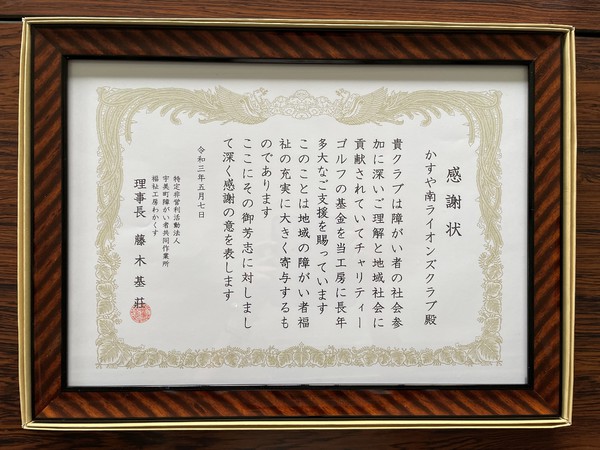 感謝状
かすや南ライオンズクラブ殿
貴クラブは障がい者の社会参
加に深いご理解と地域社会に
貢献されていてチャリティー
ゴルフの基金を当工房に長年
多大なご支援を賜っています
このことは地域の障がい者福
祉の充実に大きく寄与するも
のであります
ここにその御芳志に対しまし
て深く感謝の意を表します
令和三年五月七日
特定非営利活動法人
宇美町障がい者共同作業所
福祉工房わかくす
理事長 藤木基莊